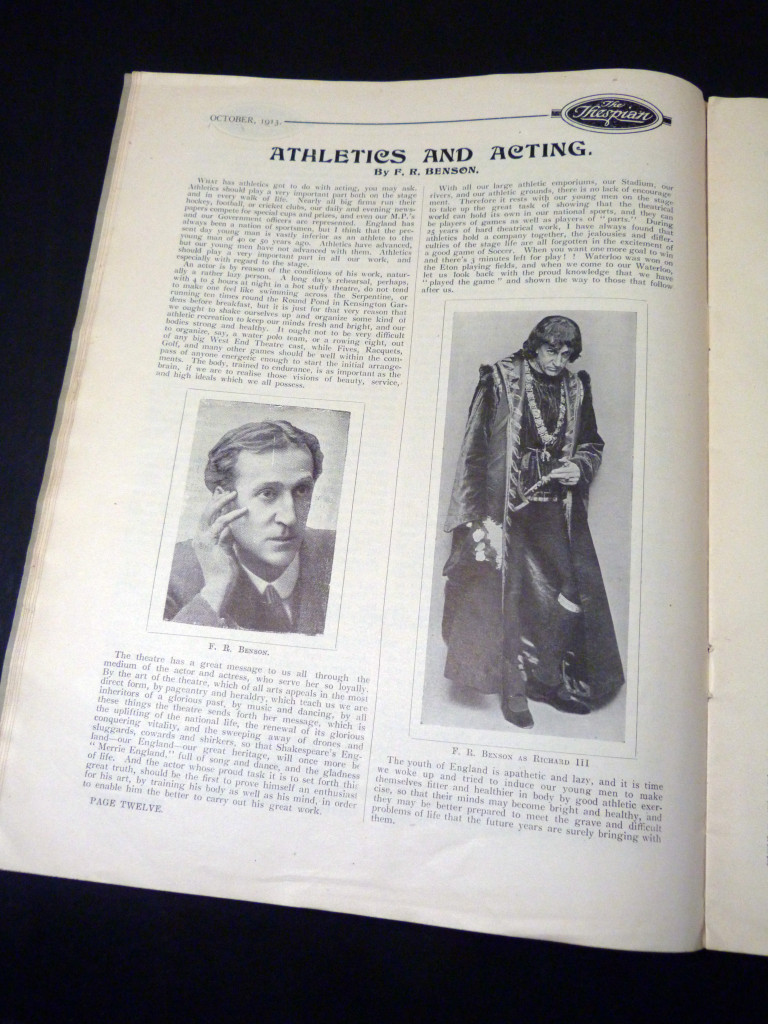 OCTOBER, 1913.
The
Thespian
ATHLETICS AND ACTING.
By F. R. BENSON.
What has athletics got to do with acting, you may ask.
Athletics should play a very important part both on the stage
and in every walk of life. Nearly all big firms run their
hockey, football, or cricket clubs, our daily and evening news-
papers compete for special cups and prizes, and even our M.P.'s
and our Government officers are represented. England has
always been a nation of sportsmen, but I think that the pre-
sent day young man is vastly inferior as an athlete to the
young man of 40 or 50 years ago. Athletics have advanced,
but our young men have not advanced with them. Athletics
should play a very important part in all our work, and
especially with regard to the stage.
An actor is by reason of the conditions of his work, natur-
ally a rather lazy person. A long day's rehearsal, perhaps,
with 4 to 5 hours at night in a hot stuffy theatre, do not tend
to make one feel like swimming across the Serpentine, or
running ten times round the Round Pond in Kensington Gar-
dens before breakfast, but it is just for that very reason that
we ought to shake ourselves up and organize some kind of
athletic recreation to keep our minds fresh and bright, and our
bodies strong and healthy. It ought not to be very difficult
to organize, say, a water polo team, or a rowing eight, out
of any big West End Theatre cast, while Fives, Racquets,
Golf, and many other games should be well within the com-
pass of anyone energetic enough to start the initial arrange-
ments. The body, trained to endurance, is as important as the
brain, if we are to realise those visions of beauty, service,
and high ideals which we all possess.
F. R. Benson.
The theatre has a great message to us all through the
medium of the actor and actress, who serve her so loyally.
By the art of the theatre, which of all arts appeals in the most
direct form, by pageantry and heraldry, which teach us we are
inheritors of a glorious past, by music and dancing, by all
these things the theatre sends forth her message, which is
the uplifting of the national life, the renewal of its glorious
conquering vitality, and the sweeping away of drones and
sluggards, cowards and shirkers, so that Shakespeare's Eng-
land—our England—our great heritage, will once more be
"Merrie England," full of song and dance, and the gladness
of life. And the actor whose proud task it is to set forth this
great truth, should be the first to prove himself an enthusiast
for his art, by training his body as well as his mind, in order
to enable him the better to carry out his great work.
PAGE TWELVE.
With all our large athletic emporiums, our Stadium, our
rivers, and our athletic grounds, there is no lack of encourage
ment. Therefore it rests with our young men on the stage
to take up the great task of showing that the theatrical
world can hold its own in our national sports, and they can
be players of games as well as players of "parts." During
25 years of hard theatrical work, I have always found that
athletics hold a company together, the jealousies and differ-
culties of the stage life are all forgotten in the excitement of
a good game of Soccer. When you want one more goal to win
and there's 3 minutes left for play! ! Waterloo was won on
the Eton playing fields, and when we come to our Waterloo,
let us look back with the proud knowledge that we have
"played the game" and shown the way to those that follow
after us.
F. R. Benson as Richard III
The youth of England is apathetic and lazy, and it is time
we woke up and tried to induce our young men to make
themselves fitter and healthier in body by good athletic exer-
cise, so that their minds may become bright and healthy, and
they may be better prepared to meet the grave and difficult
problems of life that the future years are surely bringing with
them.